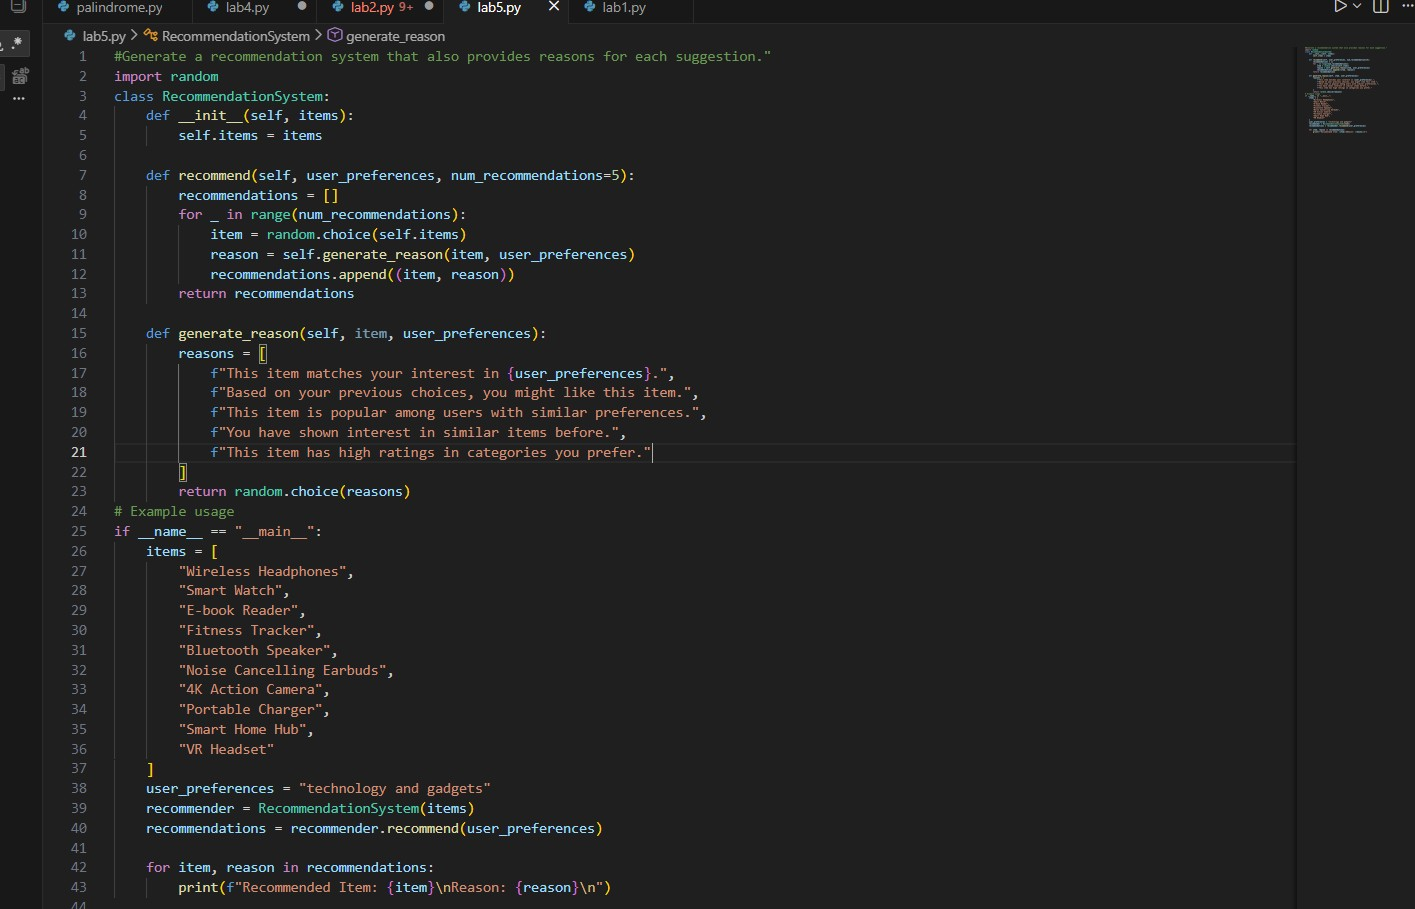 palindrome.py lab4.py lab2.py 9+ lab5.py lab1.py
lab5.py > RecommendationSystem > generate_reason
1 #Generate a recommendation system that also provides reasons for each suggestion."
2 import random
3 class RecommendationSystem:
4     def __init__(self, items):
5         self.items = items
6
7     def recommend(self, user_preferences, num_recommendations=5):
8         recommendations = []
9         for _ in range(num_recommendations):
10             item = random.choice(self.items)
11             reason = self.generate_reason(item, user_preferences)
12             recommendations.append((item, reason))
13         return recommendations
14
15     def generate_reason(self, item, user_preferences):
16         reasons = [
17             f"This item matches your interest in {user_preferences}.",
18             f"Based on your previous choices, you might like this item.",
19             f"This item is popular among users with similar preferences.",
20             f"You have shown interest in similar items before.",
21             f"This item has high ratings in categories you prefer."
22         ]
23         return random.choice(reasons)
24 # Example usage
25 if __name__ == "__main__":
26     items = [
27         "Wireless Headphones",
28         "Smart Watch",
29         "E-book Reader",
30         "Fitness Tracker",
31         "Bluetooth Speaker",
32         "Noise Cancelling Earbuds",
33         "4K Action Camera",
34         "Portable Charger",
35         "Smart Home Hub",
36         "VR Headset"
37     ]
38     user_preferences = "technology and gadgets"
39     recommender = RecommendationSystem(items)
40     recommendations = recommender.recommend(user_preferences)
41
42     for item, reason in recommendations:
43         print(f"Recommended Item: {item}\nReason: {reason}\n")
44